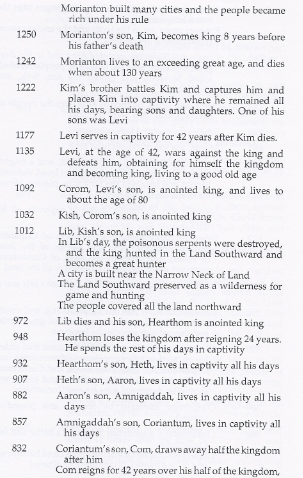 Morianton built many cities and the people became
rich under his rule
1250 Morianton's son, Kim, becomes king 8 years before
his father's death
1242 Morianton lives to an exceeding great age, and dies
when about 130 years
1222 Kim's brother battles Kim and captures him and
places Kim into captivity where he remained all
his days, bearing sons and daughters. One of his
sons was Levi
1177 Levi serves in captivity for 42 years after Kim dies.
1135 Levi, at the age of 42, wars against the king and
defeats him, obtaining for himself the kingdom
and becoming king, living to a good old age
1092 Corom, Levi's son, is anointed king, and lives to
about the age of 80
1032 Kish, Corom's son, is anointed king
1012 Lib, Kish's son, is anointed king
In Lib's day, the poisonous serpents were destroyed,
and the king hunted in the Land Southward and
becomes a great hunter
A city is built near the Narrow Neck of Land
The Land Southward preserved as a wilderness for
game and hunting
The people covered all the land northward
972 Lib dies and his son, Hearthom is anointed king
948 Hearthom loses the kingdom after reigning 24 years.
He spends the rest of his days in captivity
932 Hearthom's son, Heth, lives in captivity all his days
907 Heth's son, Aaron, lives in captivity all his days
882 Aaron's son, Amnigaddah, lives in captivity all his
days
857 Amnigaddah's son, Coriantum, lives in captivity all
his days
832 Coriantum's son, Com, draws away half the kingdom
after him
Com reigns for 42 years over his half of the kingdom,